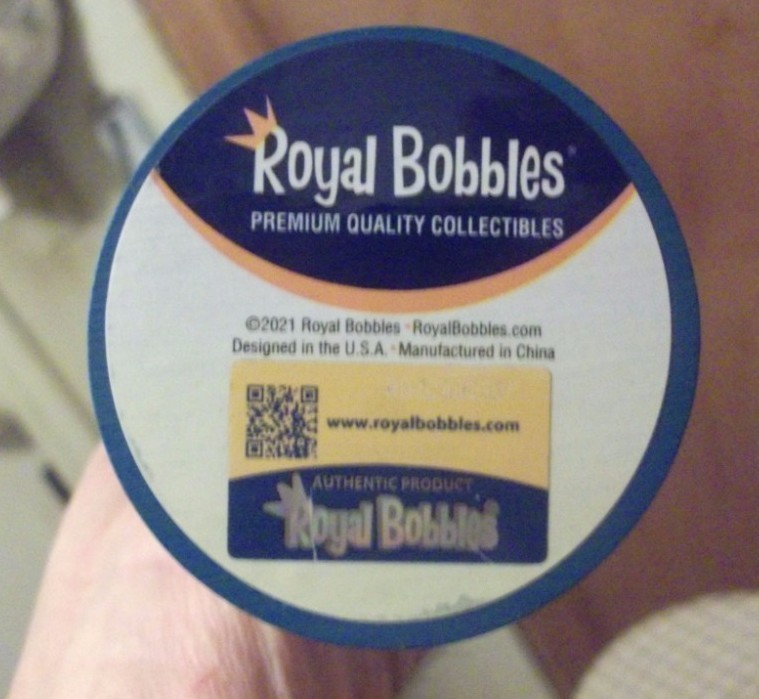 Royal Bobbles®
PREMIUM QUALITY COLLECTIBLES
©2021 Royal Bobbles • RoyalBobbles.com
Designed in the U.S.A. • Manufactured in China
www.royalbobbles.com
AUTHENTIC PRODUCT
Royal Bobbles®